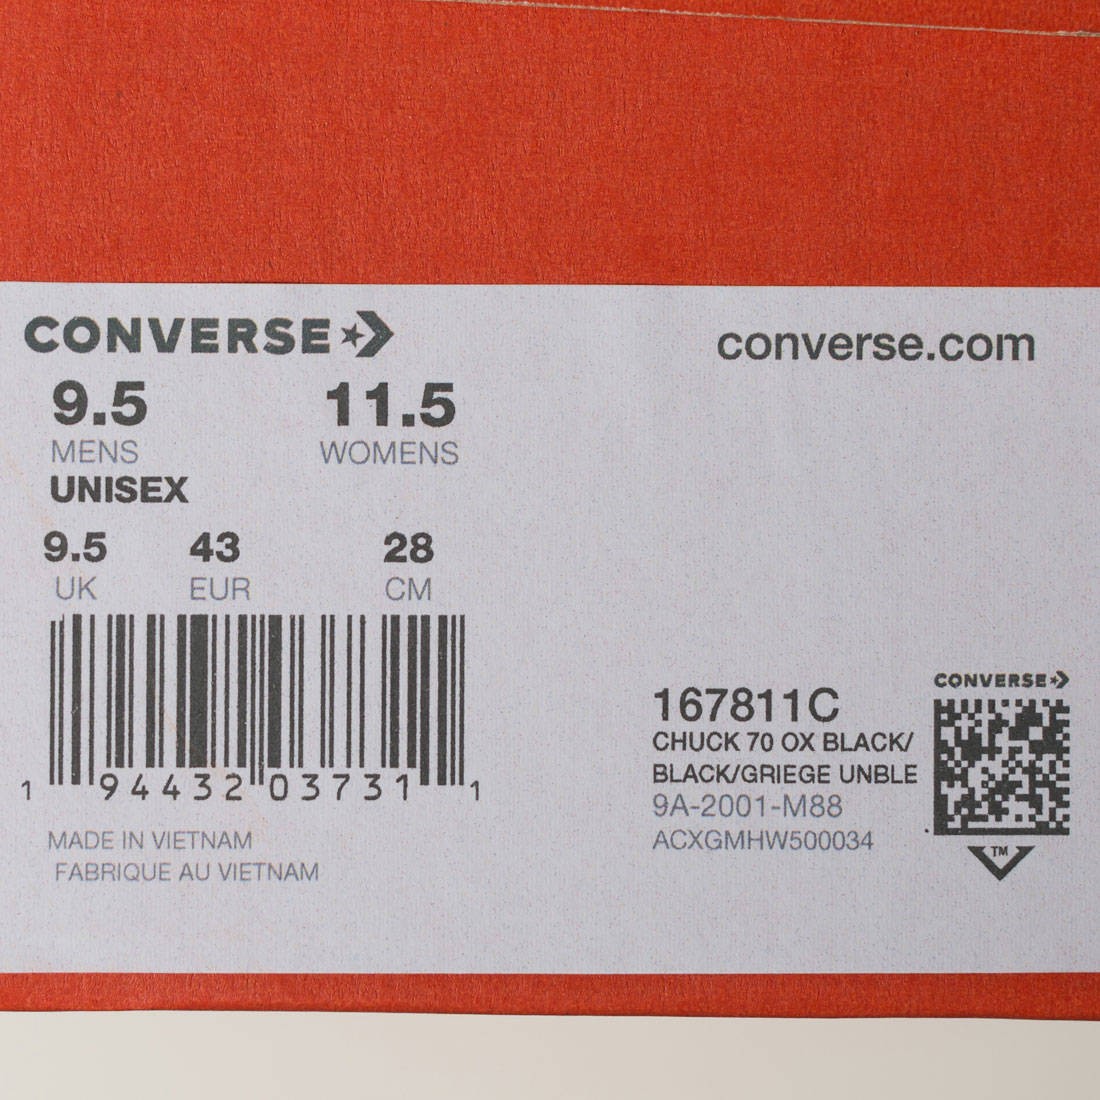 CONVERSE
converse.com
9.5 11.5
MENS WOMENS
UNISEX
9.5 43 28
UK EUR CM
1 94432 03731 1
MADE IN VIETNAM
FABRIQUE AU VIETNAM
CONVERSE
167811C
CHUCK 70 OX BLACK/
BLACK/GRIEGE UNBLE
9A-2001-M88
ACXGMHW500034
TM